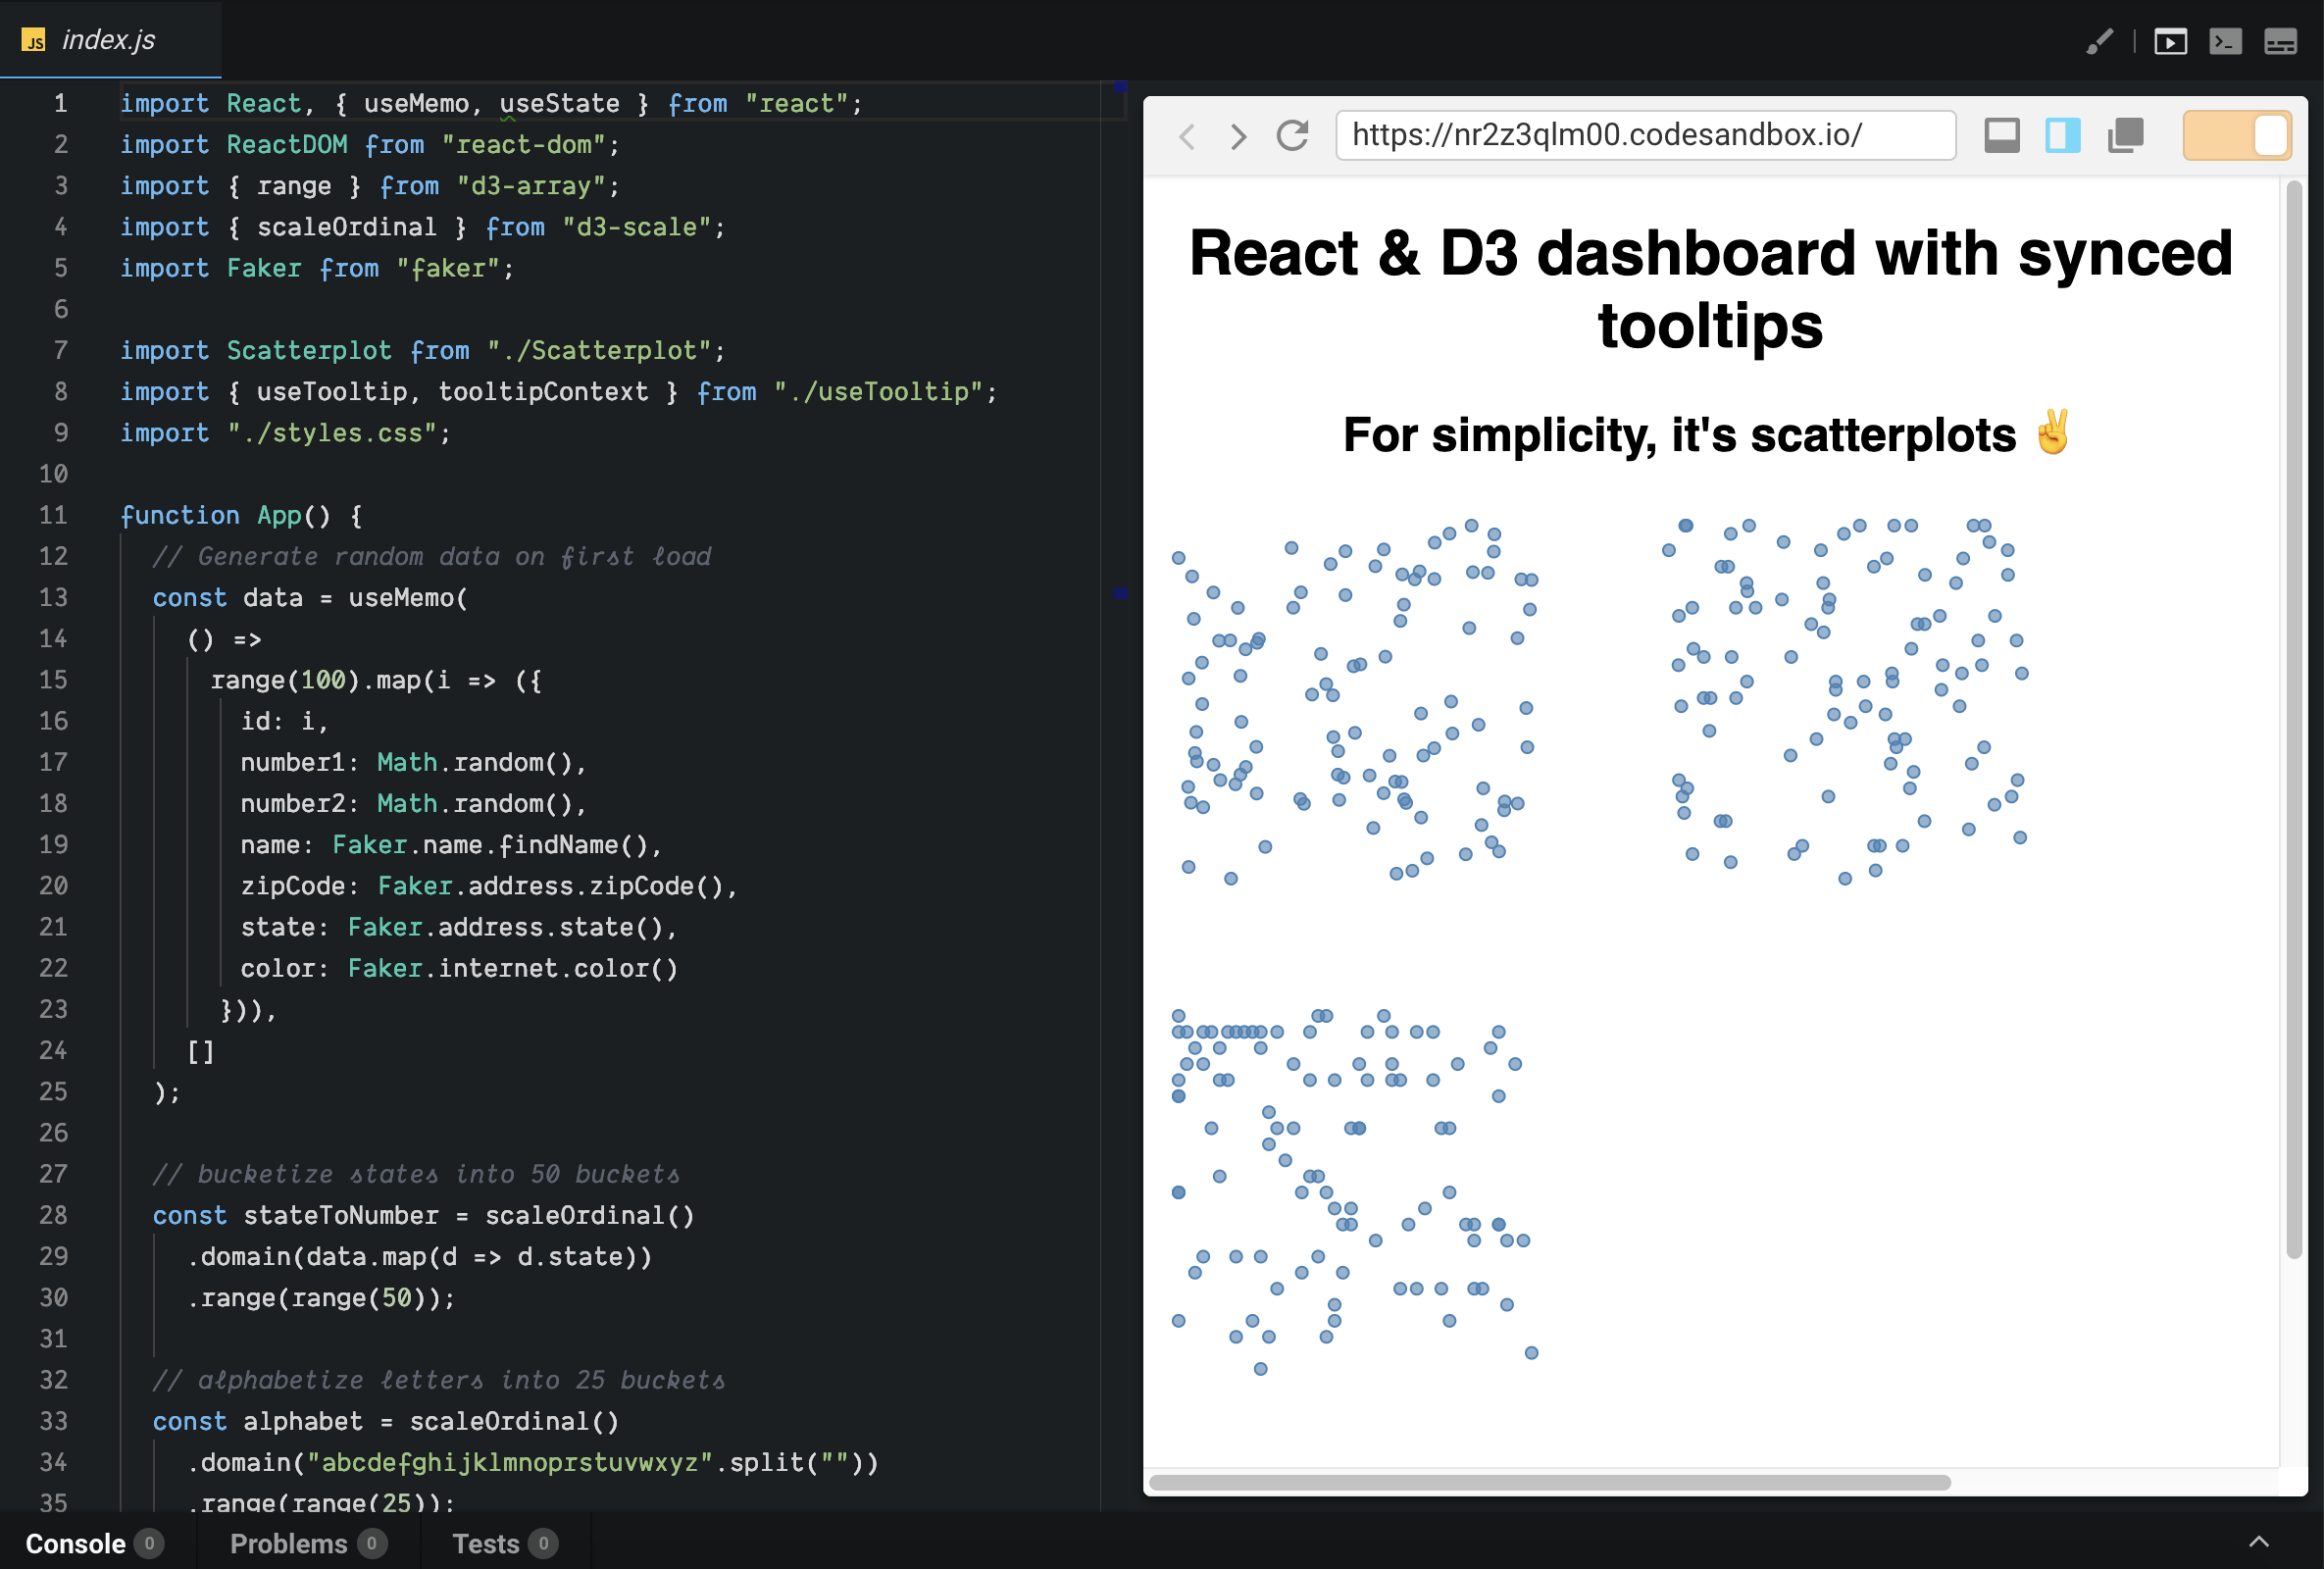 JS index.js
1 import React, { useMemo, useState } from "react";
2 import ReactDOM from "react-dom";
3 import { range } from "d3-array";
4 import { scaleOrdinal } from "d3-scale";
5 import Faker from "faker";
6
7 import Scatterplot from "./Scatterplot";
8 import { useTooltip, tooltipContext } from "./useTooltip";
9 import "./styles.css";
10
11 function App() {
12 // Generate random data on first load
13 const data = useMemo(
14 () =>
15 range(100).map(i => ({
16 id: i,
17 number1: Math.random(),
18 number2: Math.random(),
19 name: Faker.name.findName(),
20 zipCode: Faker.address.zipCode(),
21 state: Faker.address.state(),
22 color: Faker.internet.color()
23 })),
24 []
25 );
26
27 // bucketize states into 50 buckets
28 const stateToNumber = scaleOrdinal()
29 .domain(data.map(d => d.state))
30 .range(range(50));
31
32 // alphabetize letters into 25 buckets
33 const alphabet = scaleOrdinal()
34 .domain("abcdefghijklmnoprstuvwxyz".split(""))
35 .range(range(25));
https://nr2z3qlm00.codesandbox.io/
React & D3 dashboard with synced
tooltips
For simplicity, it's scatterplots ✌️
Console 0 Problems 0 Tests 0